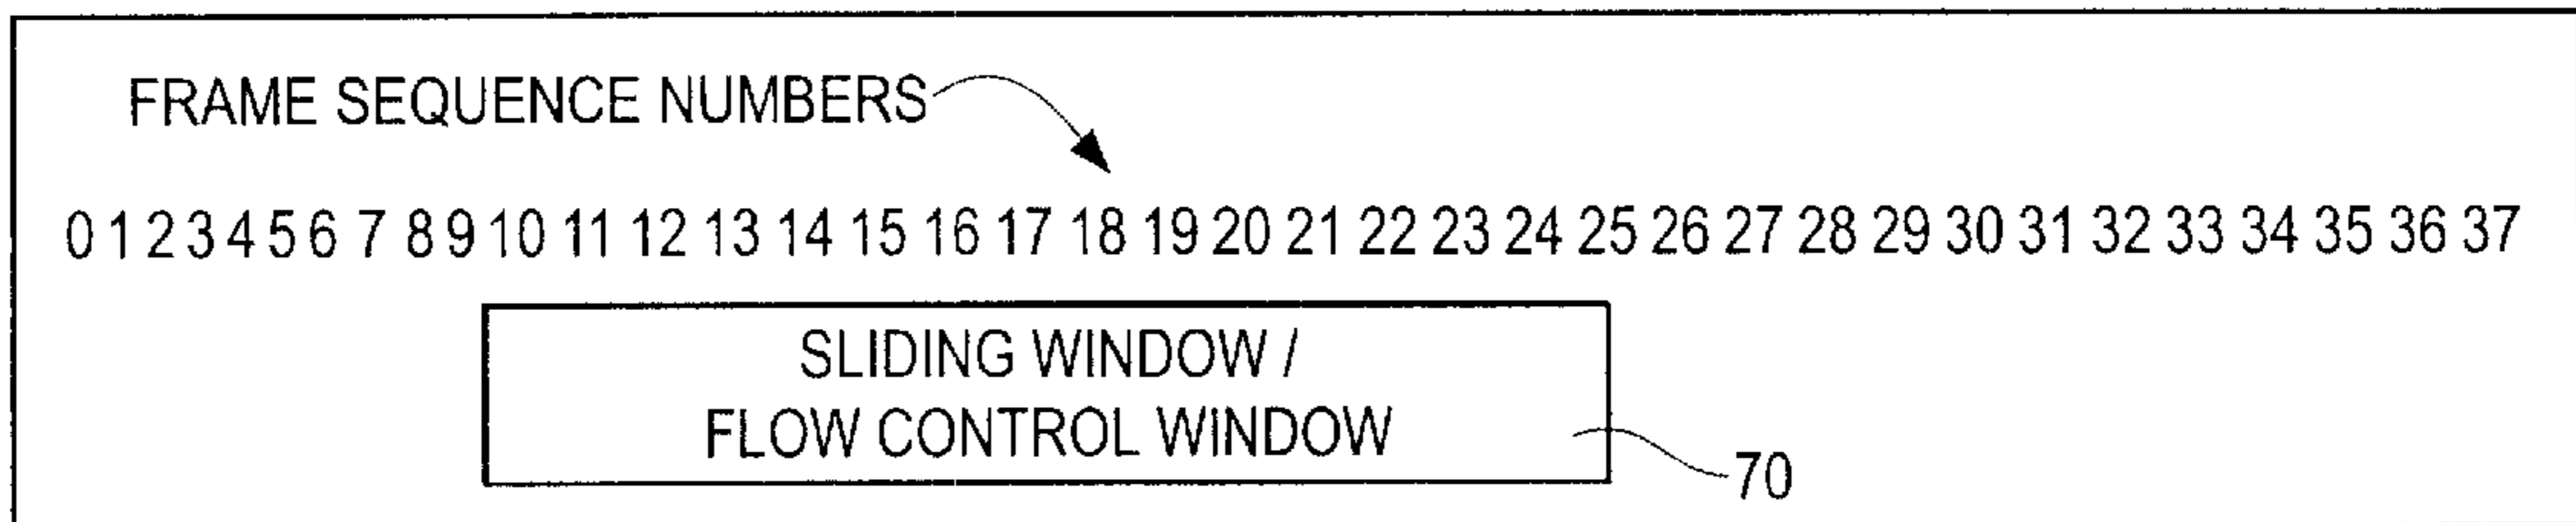 FRAME SEQUENCE NUMBERS
0 1 2 3 4 5 6 7 8 9 10 11 12 13 14 15 16 17 18 19 20 21 22 23 24 25 26 27 28 29 30 31 32 33 34 35 36 37
SLIDING WINDOW /
FLOW CONTROL WINDOW
70